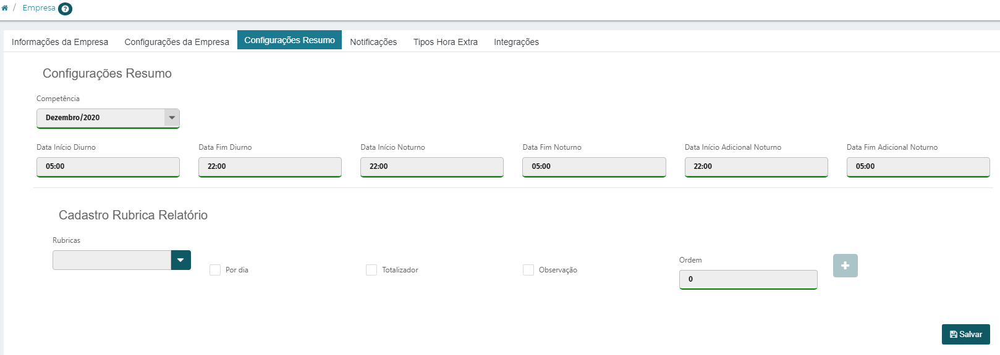 / Empresa ?
Informações da Empresa Configurações da Empresa Configurações Resumo Notificações Tipos Hora Extra Integrações
Configurações Resumo
Competência
Dezembro/2020
Data Início Diurno Data Fim Diurno Data Início Noturno Data Fim Noturno Data Início Adicional Noturno Data Fim Adicional Noturno
05:00 22:00 22:00 05:00 22:00 05:00
Cadastro Rubrica Relatório
Rubricas
Ordem
Por dia Totalizador Observação
0
Salvar